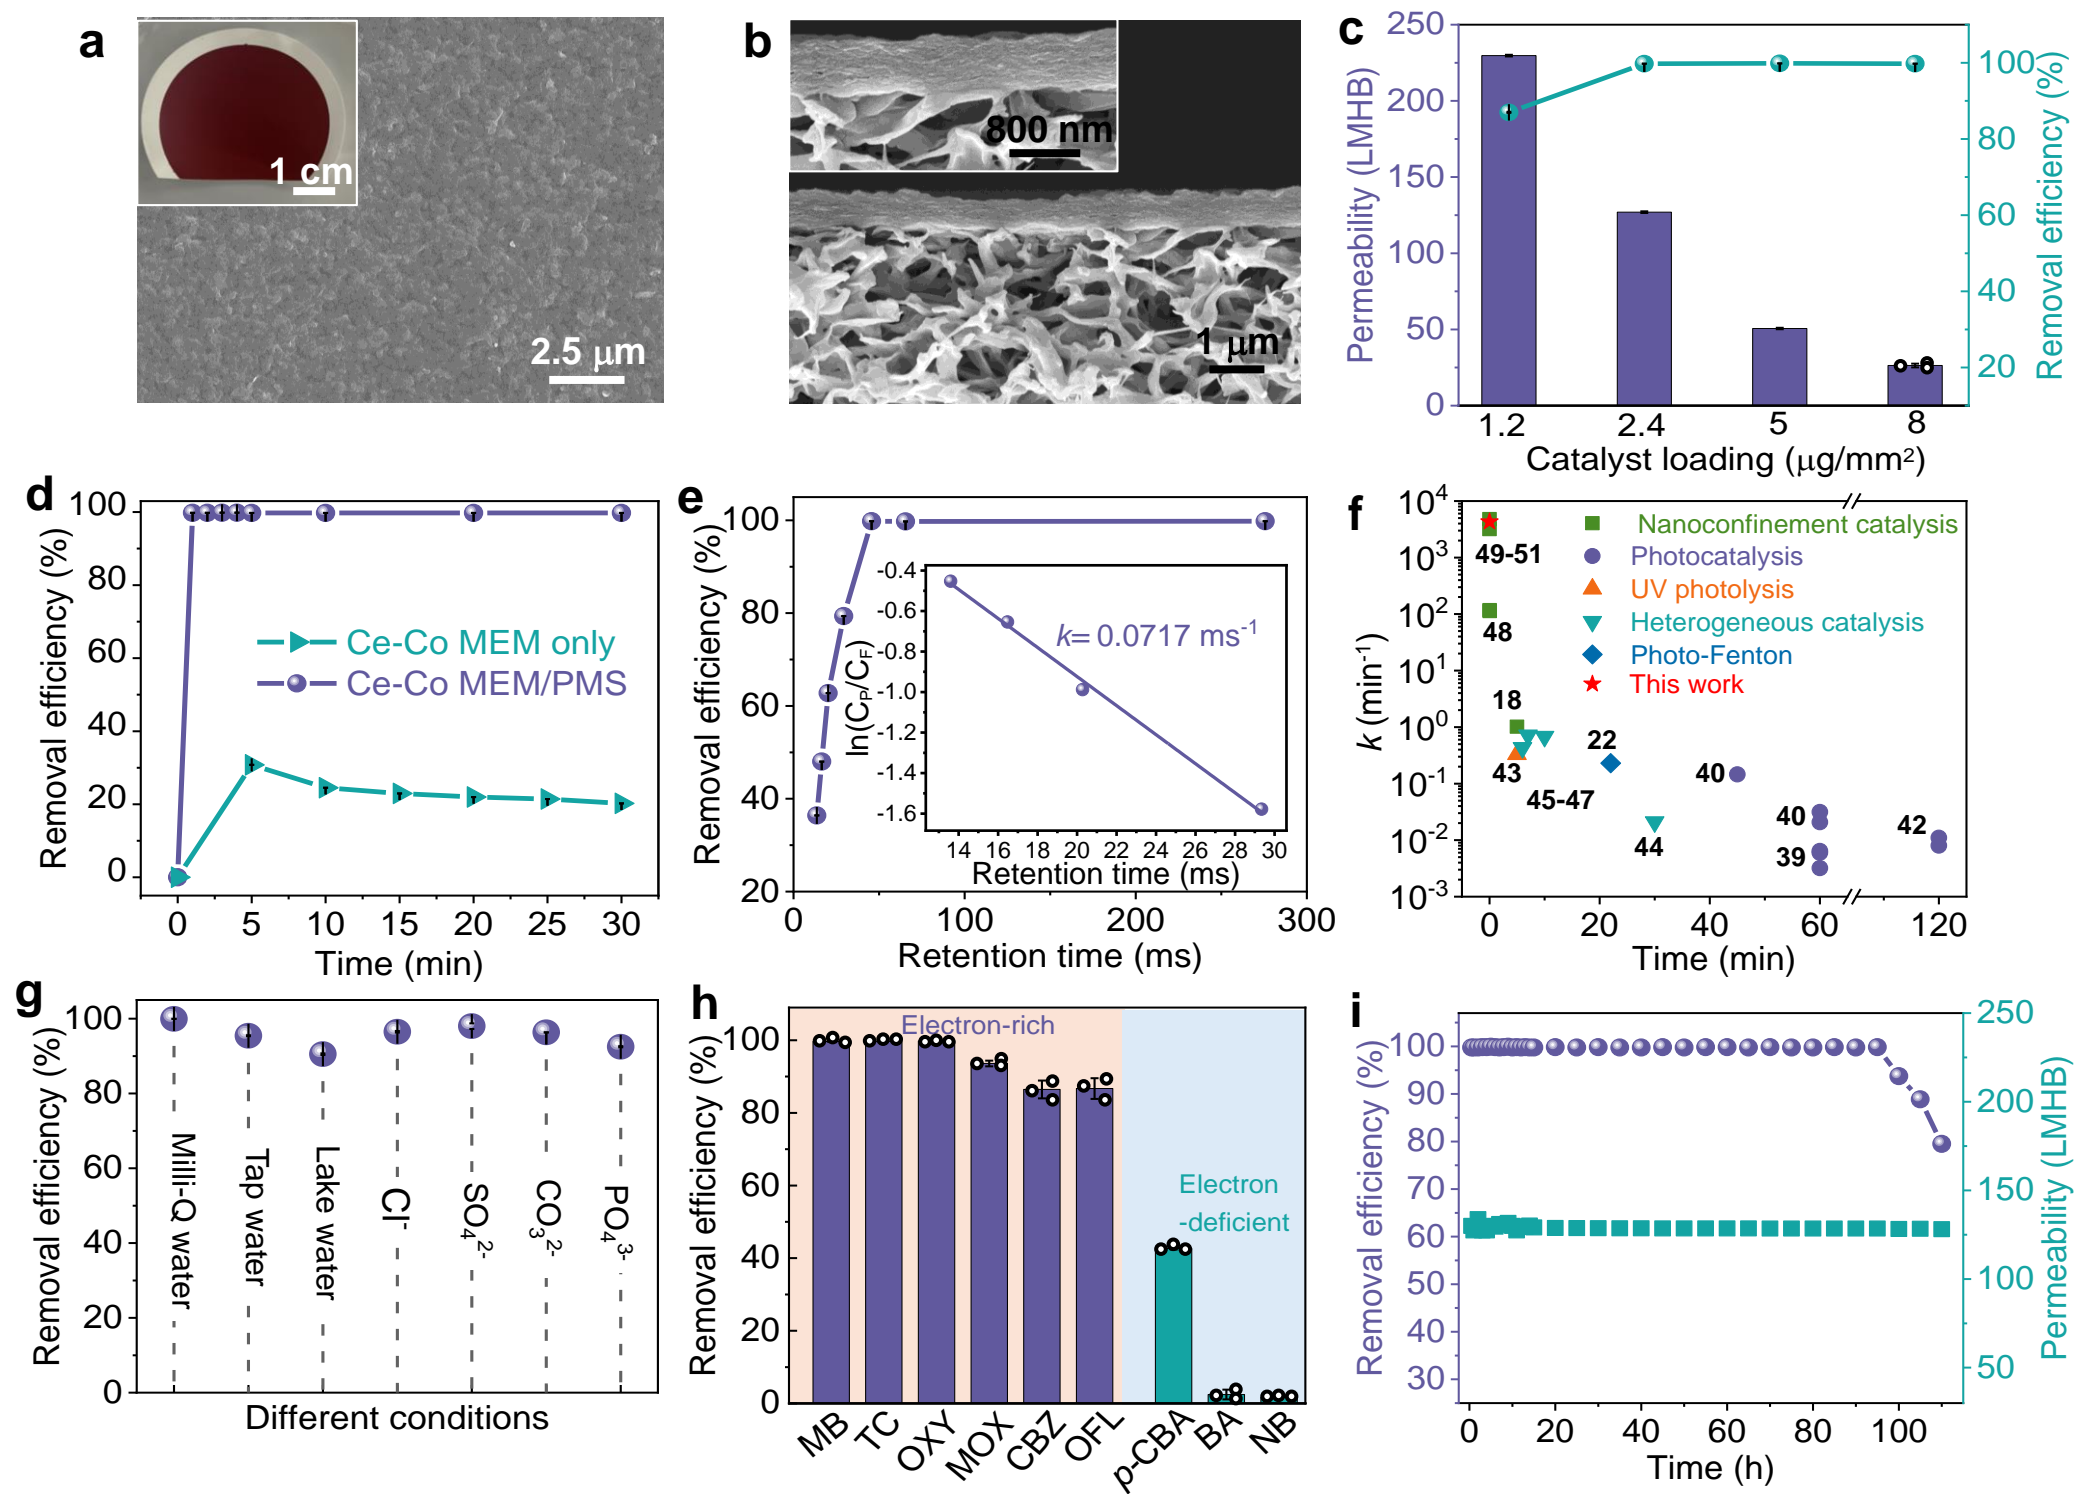 a
1 cm
2.5 μm
b
800 nm
1 μm
c
Permeability (LMHB)
250
200
150
100
50
0
1.2 2.4 5 8
Catalyst loading (μg/mm²)
100
80
60
40
20
Removal efficiency (%)
d
Removal efficiency (%)
100
80
60
40
20
0
Ce-Co MEM only
Ce-Co MEM/PMS
0 5 10 15 20 25 30
Time (min)
e
Removal efficiency (%)
100
80
60
40
20
ln(C_P/C_F)
-0.4
-0.6
-0.8
-1.0
-1.2
-1.4
-1.6
k= 0.0717 ms⁻¹
14 16 18 20 22 24 26 28 30
Retention time (ms)
0 100 200 300
Retention time (ms)
f
k (min⁻¹)
10⁴
10³
10²
10¹
10⁰
10⁻¹
10⁻²
10⁻³
Nanoconfinement catalysis
Photocatalysis
UV photolysis
Heterogeneous catalysis
Photo-Fenton
This work
49-51
48
18
43
45-47
22
44
40
40
39
42
0 20 40 60 120
Time (min)
g
Removal efficiency (%)
100
80
60
40
20
0
Milli-Q water
Tap water
Lake water
Cl⁻
SO₄²⁻
CO₃²⁻
PO₄³⁻
Different conditions
h
Removal efficiency (%)
100
80
60
40
20
0
Electron-rich
Electron
-deficient
MB TC OXY MOX CBZ OFL p-CBA BA NB
i
Removal efficiency (%)
100
90
80
70
60
50
40
30
0 20 40 60 80 100
Time (h)
250
200
150
100
50
Permeability (LMHB)